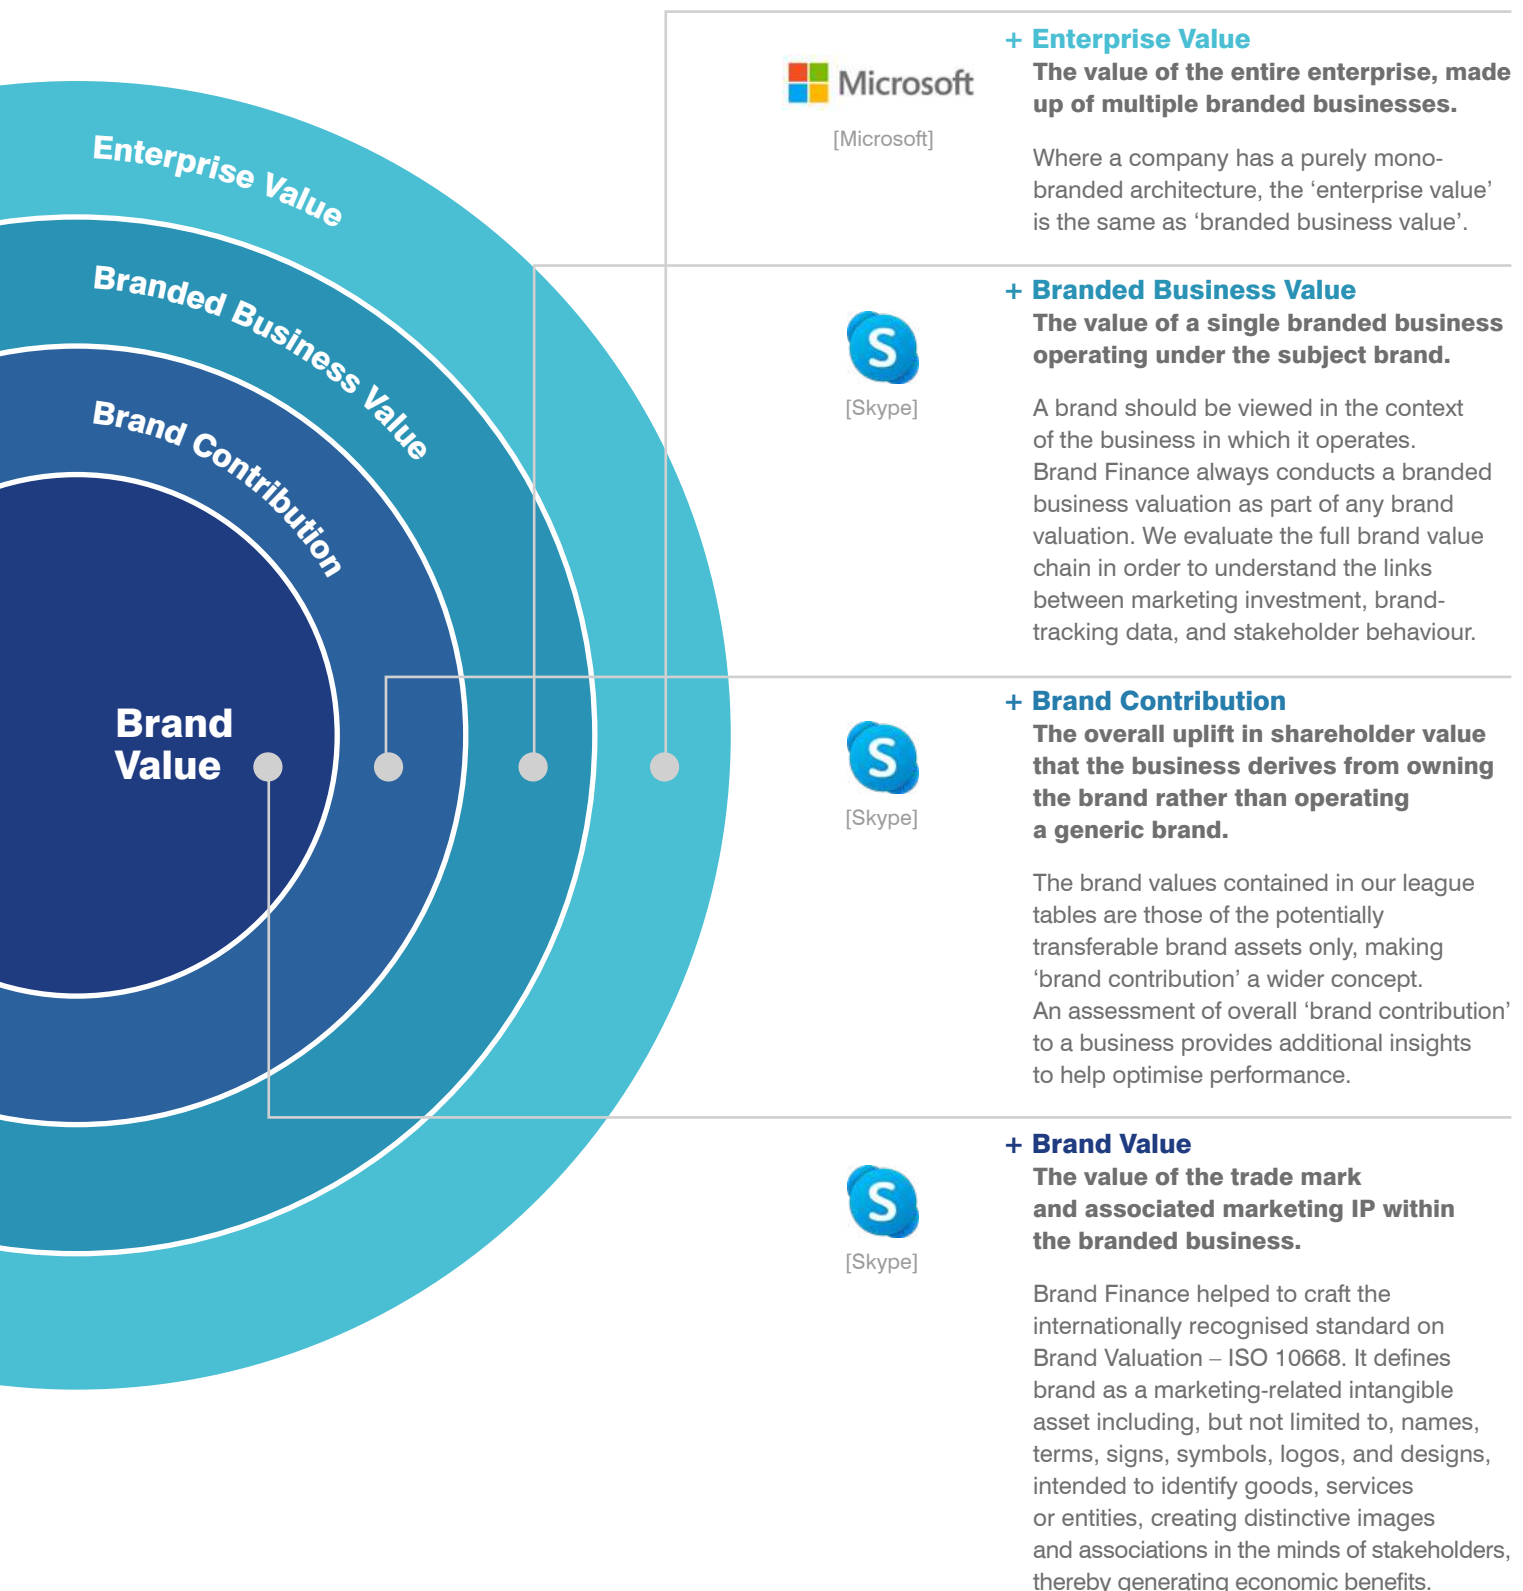 Enterprise Value
Branded Business Value
Brand Contribution
Brand
Value
Microsoft
[Microsoft]
+ Enterprise Value
The value of the entire enterprise, made
up of multiple branded businesses.
Where a company has a purely mono-
branded architecture, the ‘enterprise value’
is the same as ‘branded business value’.
S
[Skype]
+ Branded Business Value
The value of a single branded business
operating under the subject brand.
A brand should be viewed in the context
of the business in which it operates.
Brand Finance always conducts a branded
business valuation as part of any brand
valuation. We evaluate the full brand value
chain in order to understand the links
between marketing investment, brand-
tracking data, and stakeholder behaviour.
S
[Skype]
+ Brand Contribution
The overall uplift in shareholder value
that the business derives from owning
the brand rather than operating
a generic brand.
The brand values contained in our league
tables are those of the potentially
transferable brand assets only, making
‘brand contribution’ a wider concept.
An assessment of overall ‘brand contribution’
to a business provides additional insights
to help optimise performance.
S
[Skype]
+ Brand Value
The value of the trade mark
and associated marketing IP within
the branded business.
Brand Finance helped to craft the
internationally recognised standard on
Brand Valuation – ISO 10668. It defines
brand as a marketing-related intangible
asset including, but not limited to, names,
terms, signs, symbols, logos, and designs,
intended to identify goods, services
or entities, creating distinctive images
and associations in the minds of stakeholders,
thereby generating economic benefits.